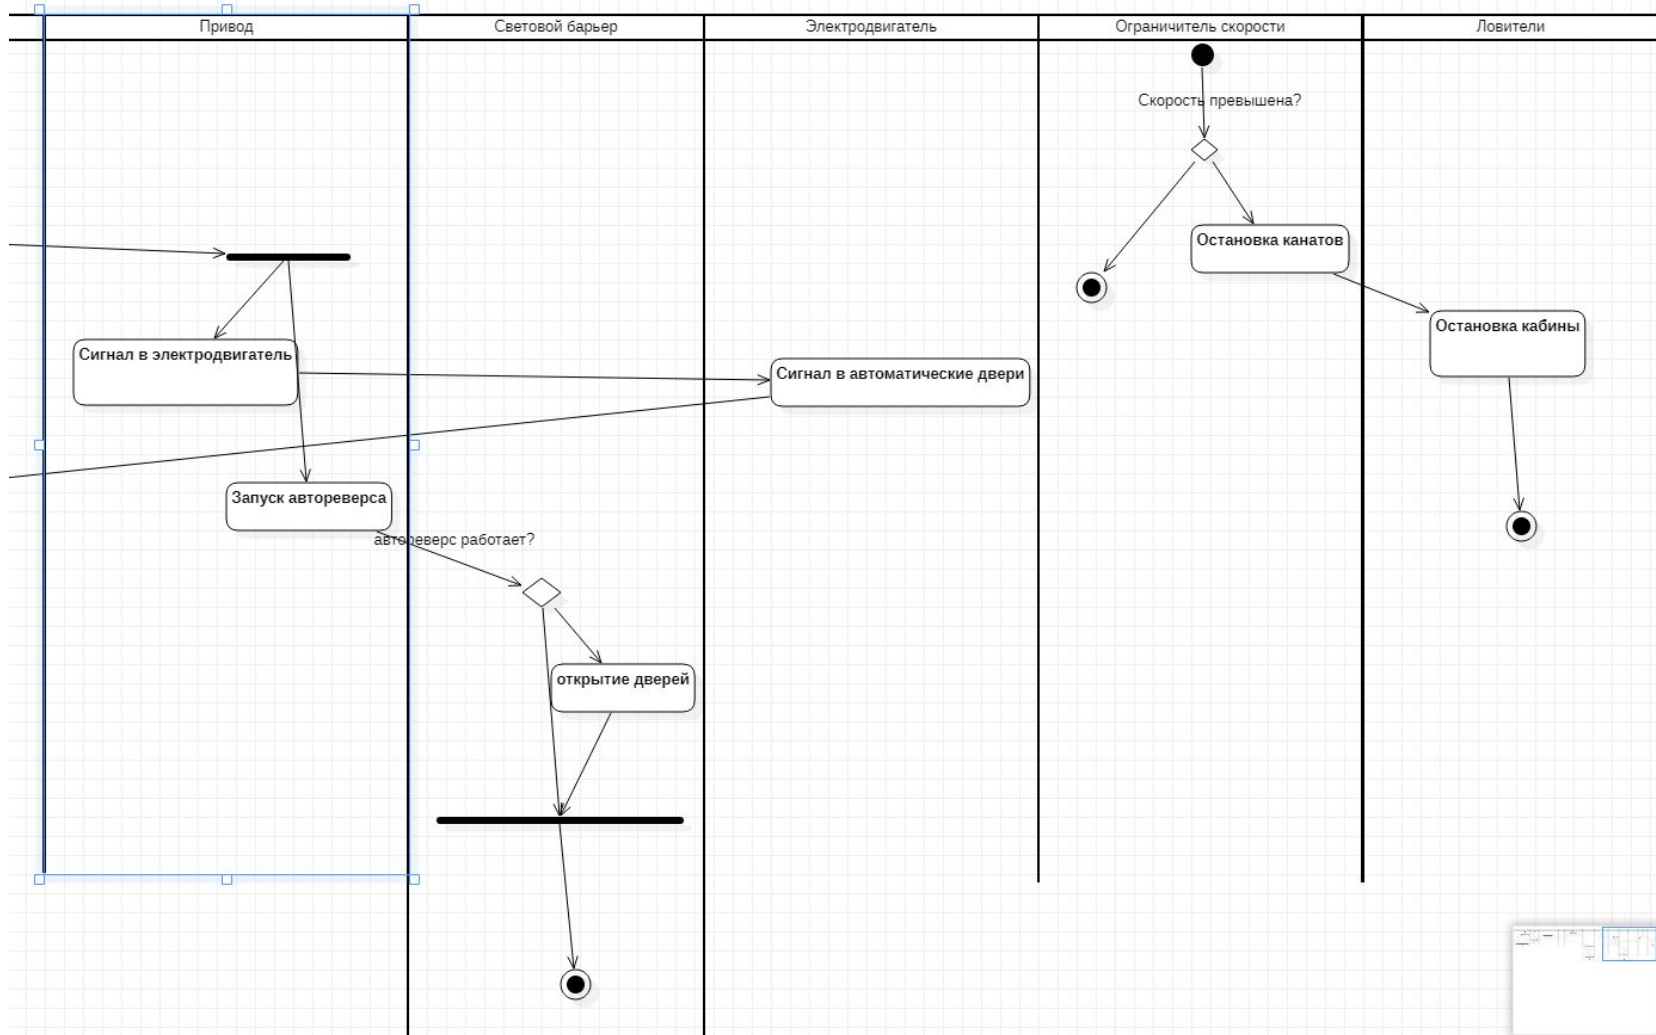 Привод
Световой барьер
Электродвигатель
Ограничитель скорости
Ловители
Скорость превышена?
Остановка канатов
Остановка кабины
Сигнал в электродвигатель
Сигнал в автоматические двери
Запуск автореверса
автореверс работает?
открытие дверей